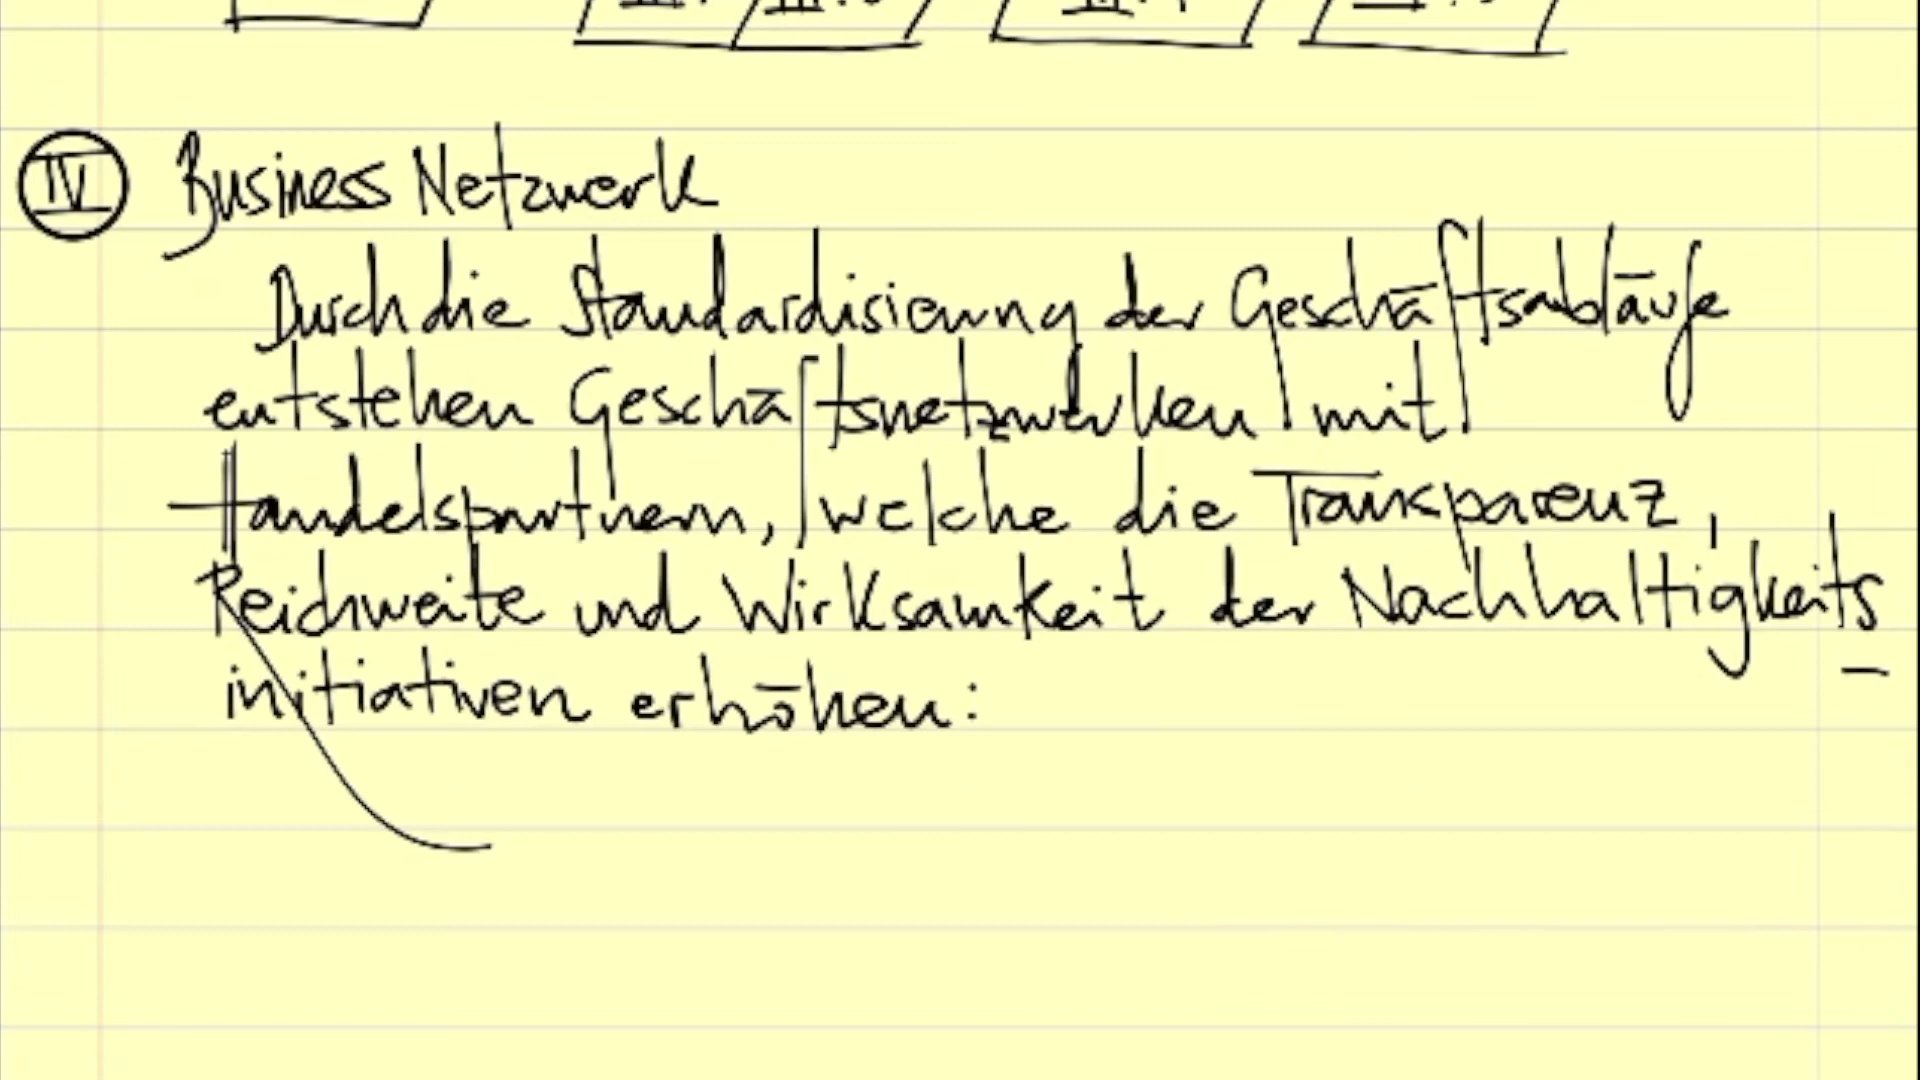 IV Business Netzwerk
Durch die Standardisierung der Geschäftsabläufe
entstehen Geschäftsnetzwerken mit
Handelspartnern, welche die Transparenz,
Reichweite und Wirksamkeit der Nachhaltigkeits
initiativen erhöhen: